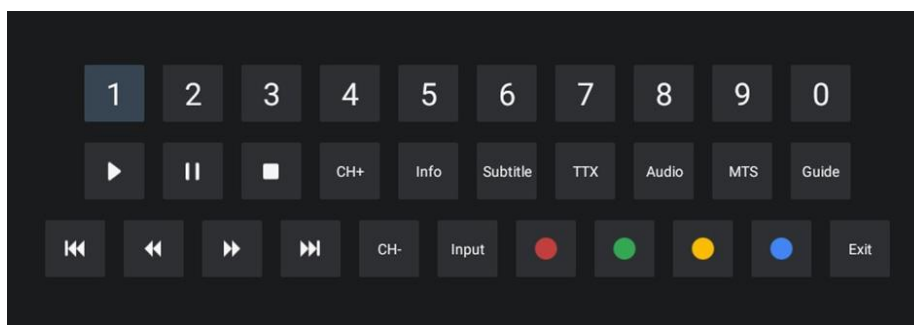 1 2 3 4 5 6 7 8 9 0
CH+ Info Subtitle TTX Audio MTS Guide
CH- Input Exit